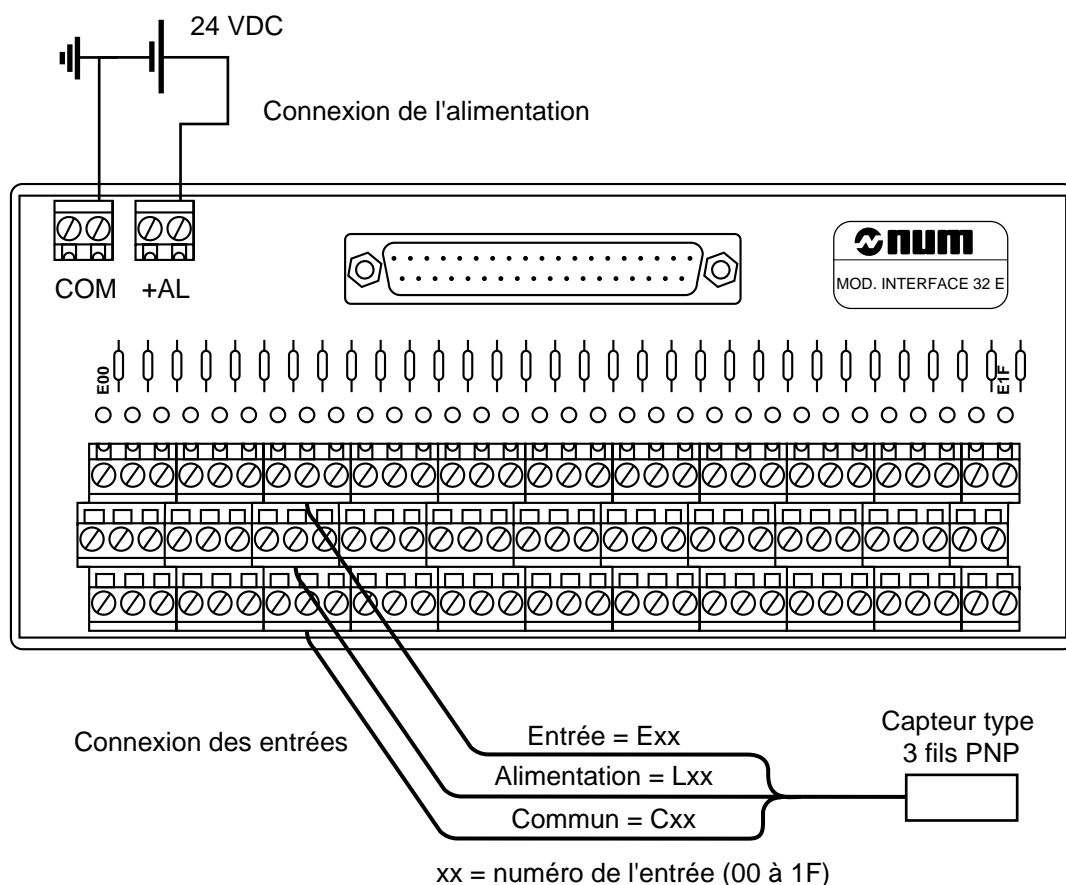 24 VDC
Connexion de l'alimentation
COM +AL
num
MOD. INTERFACE 32 E
E00
E1F
Connexion des entrées
Entrée = Exx
Alimentation = Lxx
Commun = Cxx
Capteur type
3 fils PNP
xx = numéro de l'entrée (00 à 1F)